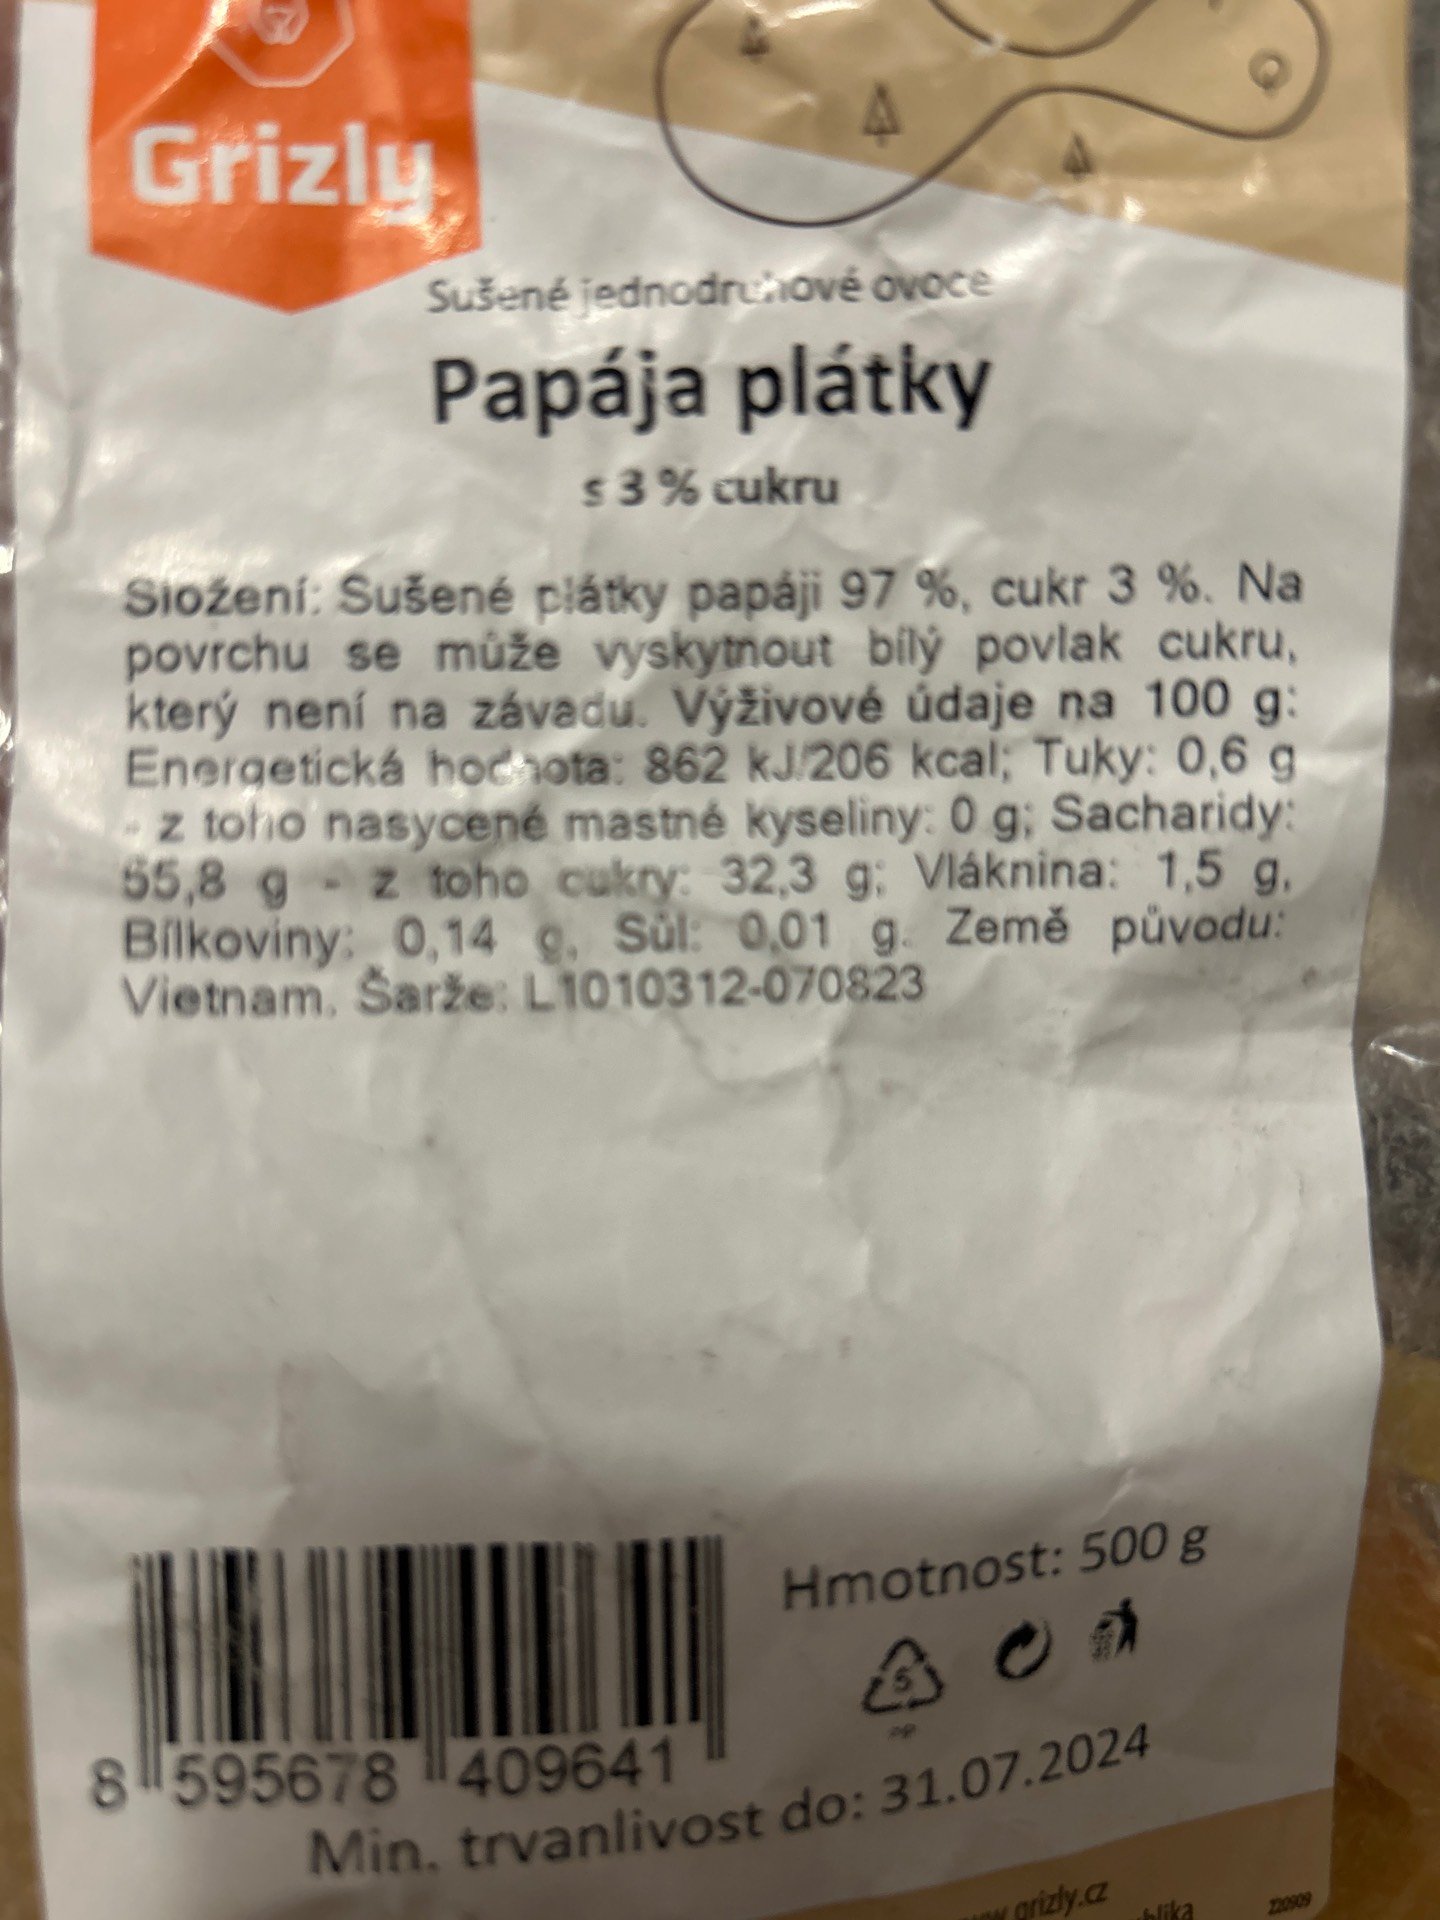 Grizly
Sušené jednodruhové ovoce
Papája plátky
s 3 % cukru
Složení: Sušené plátky papáji 97 %, cukr 3 %. Na
povrchu se může vyskytnout bílý povlak cukru,
který není na závadu. Výživové údaje na 100 g:
Energetická hodnota: 862 kJ/206 kcal; Tuky: 0,6 g
- z toho nasycené mastné kyseliny: 0 g; Sacharidy:
g - z toho cukry: 32,3 g; Vláknina: 1,5 g,
Bílkoviny: 0,14 g, Sůl: 0,01 g. Země původu:
Vietnam. Šarže: L1010312-070823
Hmotnost: 500 g
5
8 595678 409641
Min. trvanlivost do: 31.07.2024
grizly.cz
220909